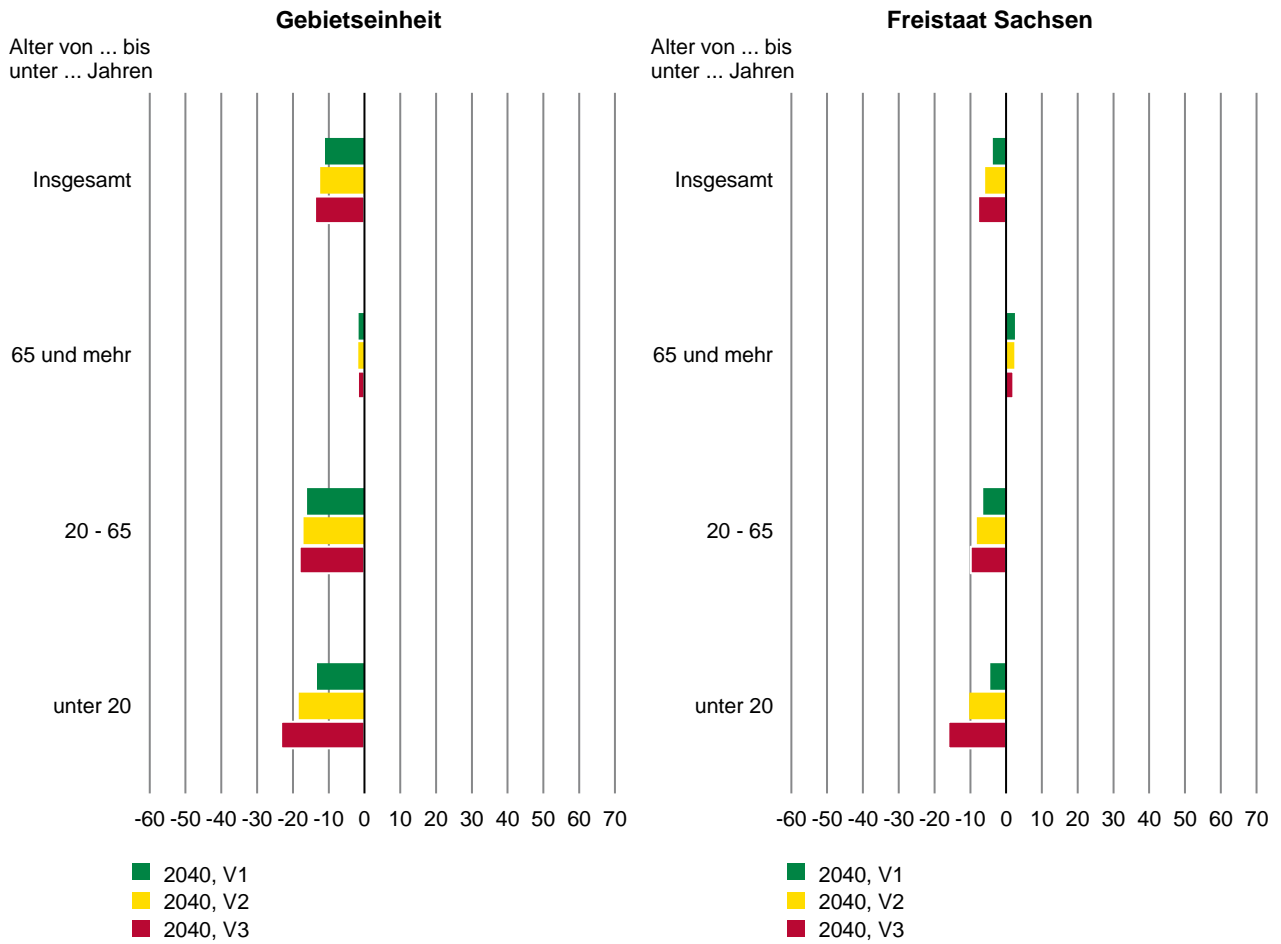 Gebietseinheit
Alter von ... bis
unter ... Jahren
Insgesamt
65 und mehr
20 - 65
unter 20
-60 -50 -40 -30 -20 -10 0 10 20 30 40 50 60 70
2040, V1
2040, V2
2040, V3
Freistaat Sachsen
Alter von ... bis
unter ... Jahren
Insgesamt
65 und mehr
20 - 65
unter 20
-60 -50 -40 -30 -20 -10 0 10 20 30 40 50 60 70
2040, V1
2040, V2
2040, V3